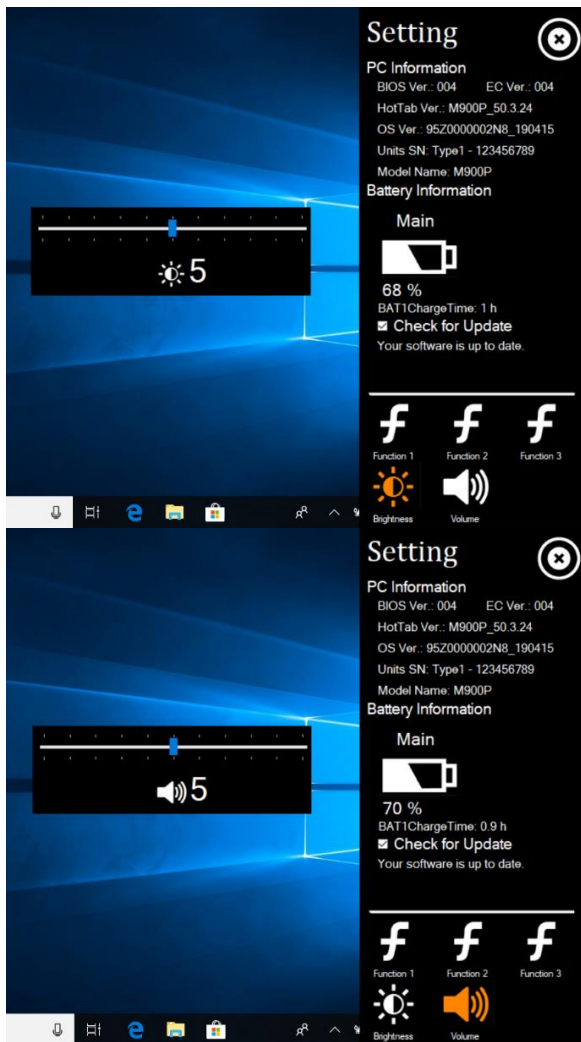 Setting
PC Information
BIOS Ver.: 004 EC Ver.: 004
HotTab Ver.: M900P_50.3.24
OS Ver.: 95Z0000002N8_190415
Units SN: Type1 - 123456789
Model Name: M900P
Battery Information
Main
68 %
BAT1ChargeTime: 1 h
Check for Update
Your software is up to date.
5
Function 1 Function 2 Function 3
Brightness Volume
Setting
PC Information
BIOS Ver.: 004 EC Ver.: 004
HotTab Ver.: M900P_50.3.24
OS Ver.: 95Z0000002N8_190415
Units SN: Type1 - 123456789
Model Name: M900P
Battery Information
Main
70 %
BAT1ChargeTime: 0.9 h
Check for Update
Your software is up to date.
5
Function 1 Function 2 Function 3
Brightness Volume